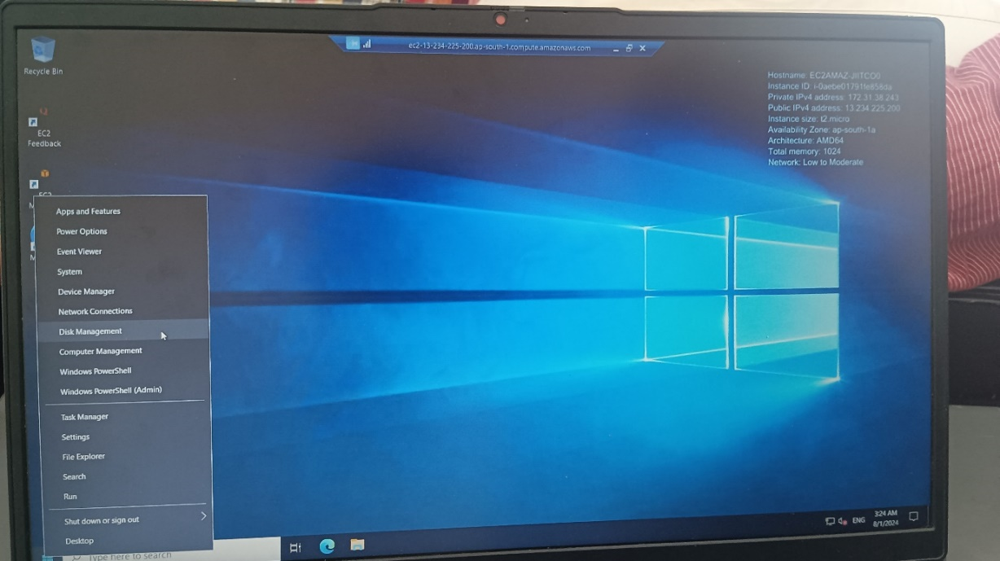 Recycle Bin
ec2-13-234-225-200.ap-south-1.compute.amazonaws.com
Hostname: EC2AMAZ-JIITCO0
Instance ID: i-0aebe01791fe858da
Private IPv4 address: 172.31.38.243
Public IPv4 address: 13.234.225.200
Instance size: t2.micro
Availability Zone: ap-south-1a
Architecture: AMD64
Total memory: 1024
Network: Low to Moderate
EC2
Feedback
EC2
M
M
Apps and Features
Power Options
Event Viewer
System
Device Manager
Network Connections
Disk Management
Computer Management
Windows PowerShell
Windows PowerShell (Admin)
Task Manager
Settings
File Explorer
Search
Run
Shut down or sign out
Desktop
Type here to search
ENG
3:24 AM
8/1/2024